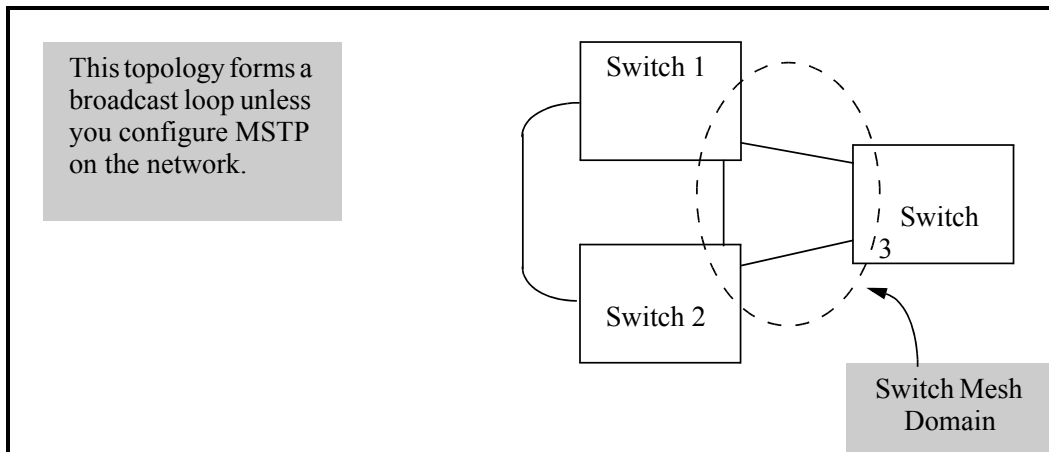 This topology forms a
broadcast loop unless
you configure MSTP
on the network.
Switch 1
Switch
3
Switch 2
Switch Mesh
Domain